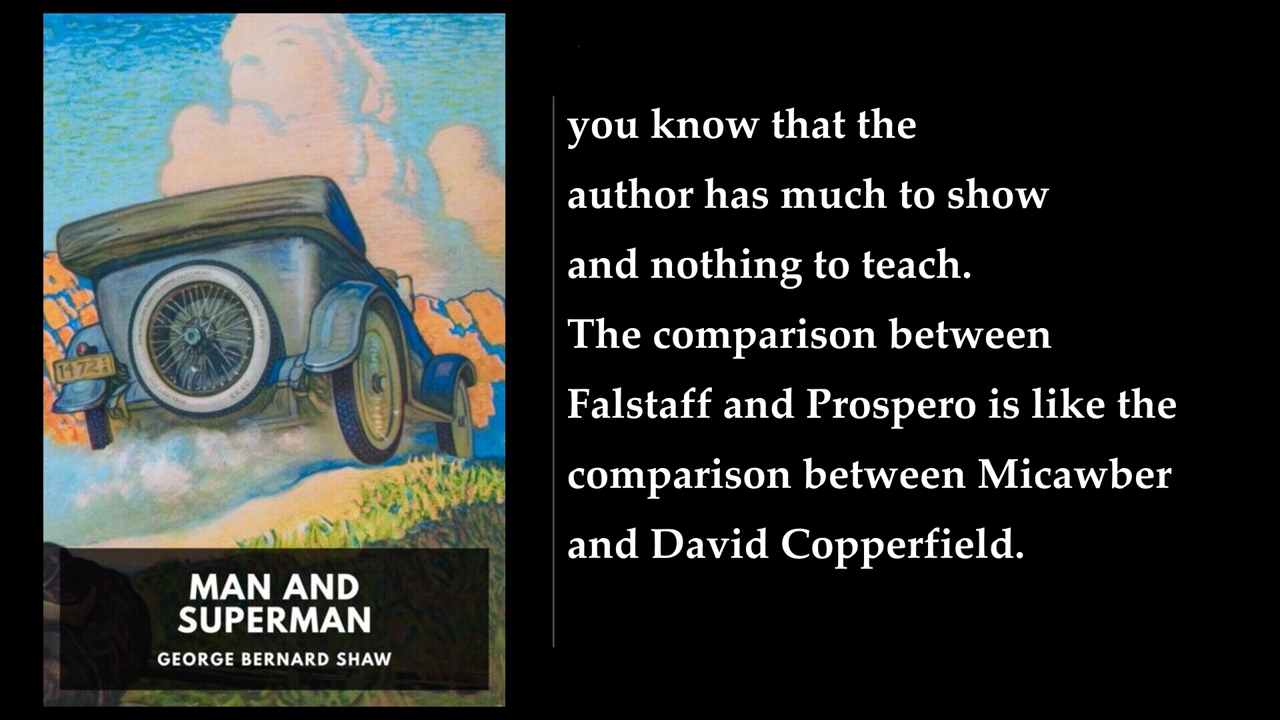 1472
MAN AND
SUPERMAN
GEORGE BERNARD SHAW
you know that the
author has much to show
and nothing to teach.
The comparison between
Falstaff and Prospero is like the
comparison between Micawber
and David Copperfield.